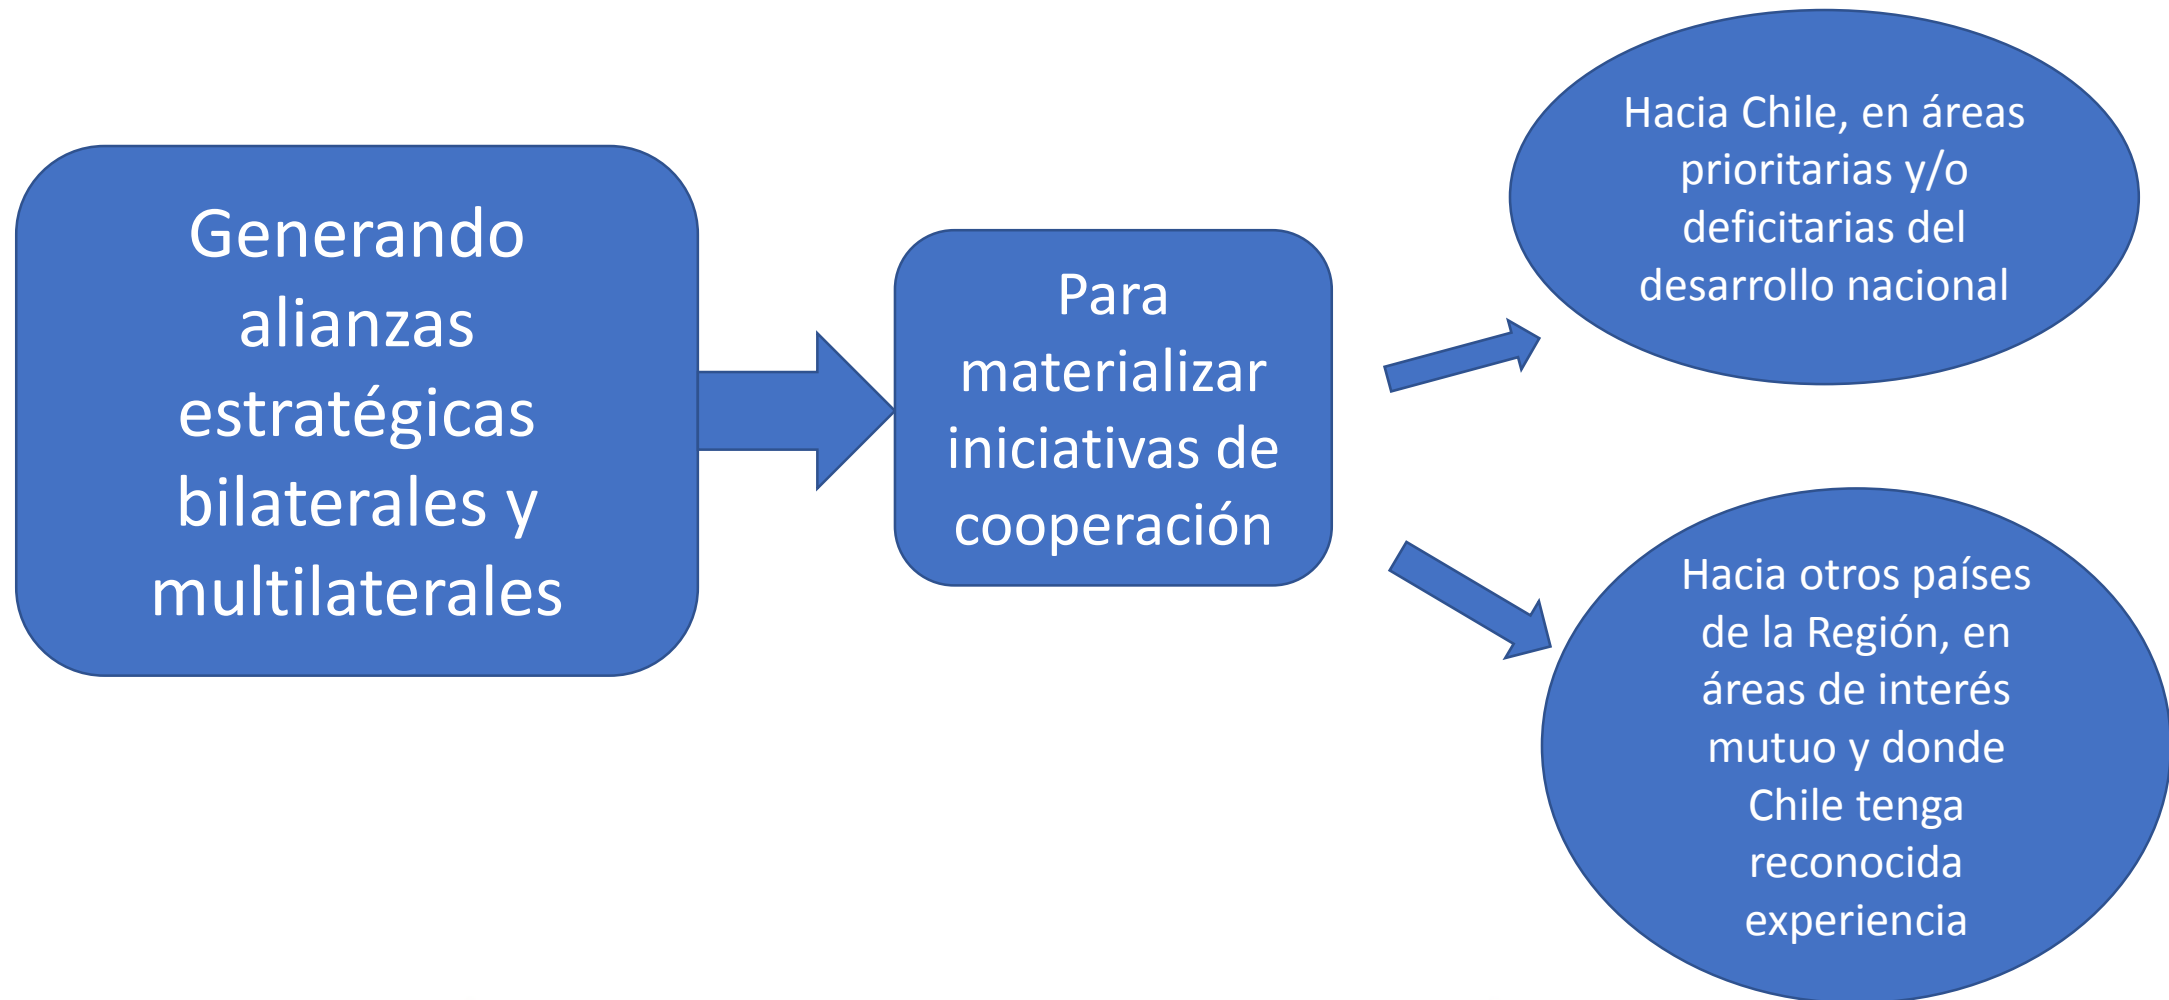 Generando
alianzas
estratégicas
bilaterales y
multilaterales
Para
materializar
iniciativas de
cooperación
Hacia Chile, en áreas
prioritarias y/o
deficitarias del
desarrollo nacional
Hacia otros países
de la Región, en
áreas de interés
mutuo y donde
Chile tenga
reconocida
experiencia